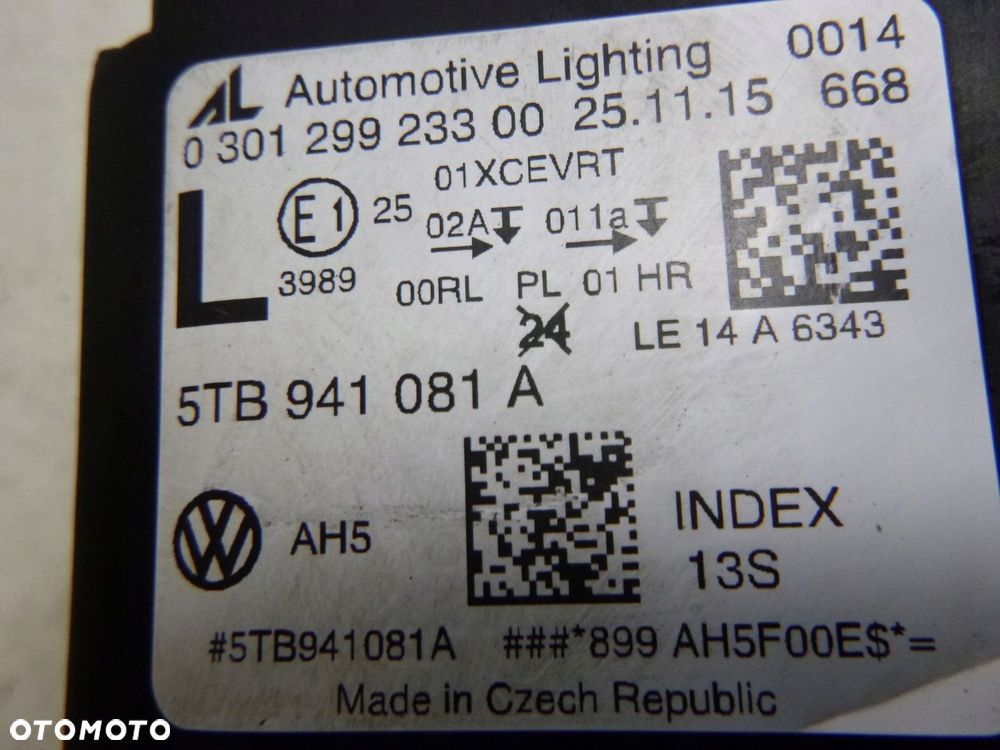 AL Automotive Lighting 0014
0 301 299 233 00 25.11.15 668
L E1 25 01XCEVRT
02A 011a
3989 00RL PL 01 HR
24 LE 14 A 6343
5TB 941 081 A
VW AH5 INDEX
13S
#5TB941081A ###*899 AH5F00E$*=
Made in Czech Republic
OTOMOTO